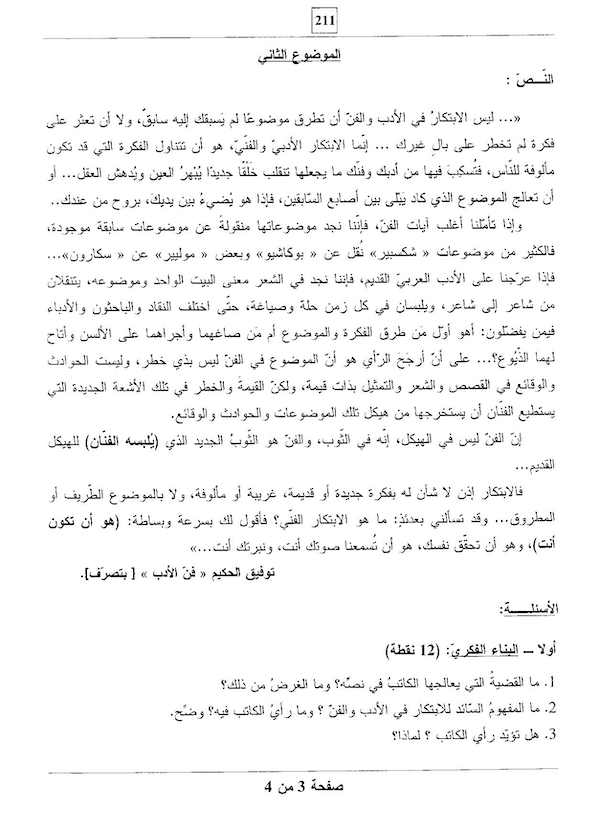 211
الموضوع الثاني
النّـــصّ :
«... ليس الابتكارُ في الأدب والفنّ أن تطرق موضوعًا لم يَسبقك إليه سابقٌ، ولا أن تعثر على
فكرة لم تخطر على بالِ غيرك ... إنّما الابتكار الأدبيّ والفنّيّ، هو أن تتناول الفكرة التي قد تكون
مألوفة للنّاس، فتُسكِبَ فيها من أدبك وفنّك ما يجعلها تنقلب خَلْقًا جديدًا يُبْهرُ العين ويُدهش العقل... أو
أن تعالج الموضوع الذي كاد يَبْلى بين أصابع السّابقين، فإذا هو يُضيءُ بين يديكَ، بروح من عندك..
وإذا تأمّلنا أغلب آيات الفنّ، فإنّنا نجد موضوعاتها منقولةً عن موضوعات سابقة موجودة،
فالكثير من موضوعات « شكسبير» نُقل عن « بوكاشيو» وبعض « موليير» عن « سكارون»...
فإذا عرّجنا على الأدب العربيّ القديم، فإننا نجد في الشعر معنى البيت الواحد وموضوعه، يتنقلان
من شاعر إلى شاعر، ويلبسان في كل زمن حلة وصياغة، حتّى اختلف النقاد والباحثون والأدباء
فيمن يفضّلون: أهو أوّل مَن طرق الفكرة والموضوع أم مَن صاغهما وأجراهما على الألسن وأتاح
لهما الذّيُوع؟... على أنّ أرجَحَ الرّأي هو أنّ الموضوع في الفنّ ليس بذي خطر، وليست الحوادث
والوقائع في القصص والشعر والتمثيل بذات قيمة، ولكنّ القيمةَ والخطر في تلك الأشعة الجديدة التي
يستطيع الفنّان أن يستخرجها من هيكل تلك الموضوعات والحوادث والوقائع.
إنّ الفنّ ليس في الهيكل، إنّه في الثّوب، والفنّ هو الثّوبُ الجديد الذي (يُلبسه الفنّان) للهيكل
القديم...
فالابتكار إذن لا شأن له بفكرة جديدة أو قديمة، غريبة أو مألوفة، ولا بالموضوع الطّريف أو
المطروق... وقد تسألني بعدئذٍ: ما هو الابتكار الفنّي؟ فأقول لك بسرعة وبساطة: (هو أن تكون
أنت)، وهو أن تحقّق نفسك، هو أن تُسمعنا صوتك أنت، ونبرتك أنت...»
توفيق الحكيم « فنّ الأدب » [ بتصرّف].
الأسئلـــــة:
أولا – البناء الفكريّ: (12 نقطة)
1. ما القضيةُ التي يعالجها الكاتبُ في نصّه؟ وما الغرضُ من ذلك؟
2. ما المفهومُ السّائد للابتكار في الأدب والفنّ ؟ وما رأيُ الكاتب فيه؟ وضّح.
3. هل تؤيّد رأي الكاتب ؟ لماذا؟
صفحة 3 من 4